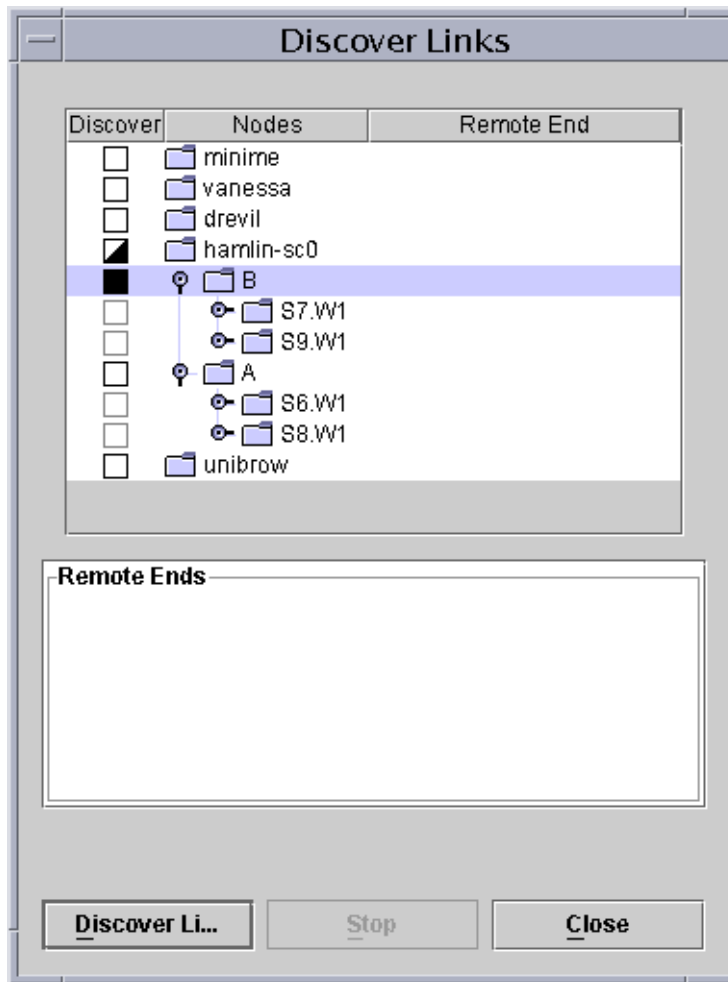 Discover Links
Discover Nodes Remote End
minime
vanessa
drevil
hamlin-sc0
B
S7.W1
S9.W1
A
S6.W1
S8.W1
unibrow
Remote Ends
Discover Li... Stop Close